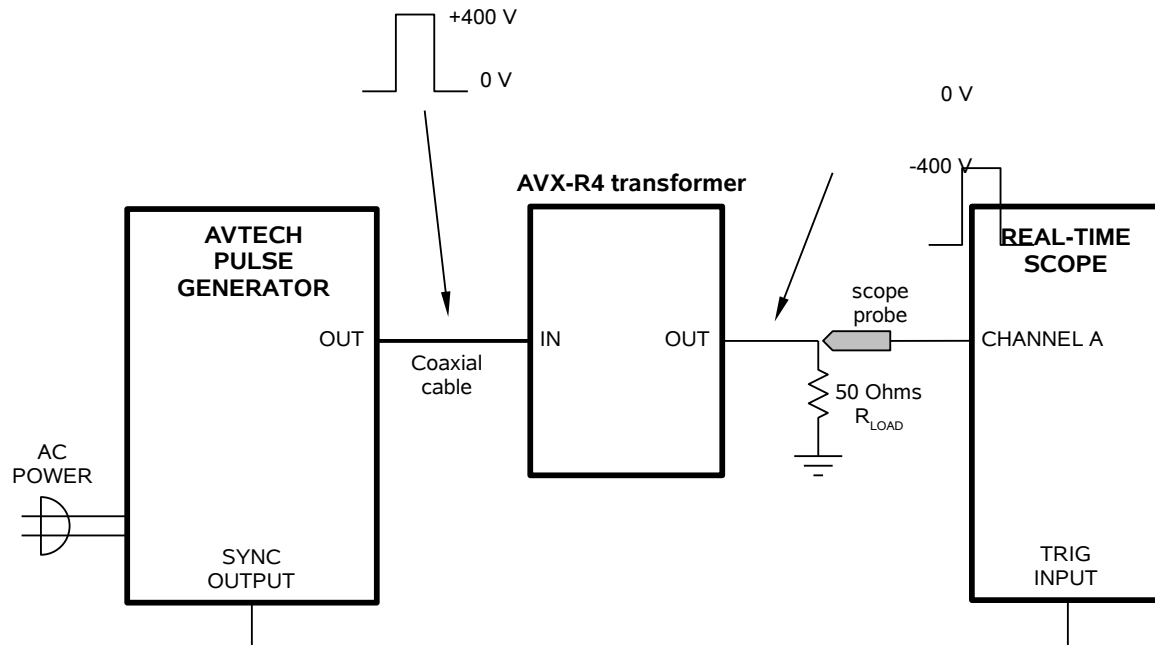 +400 V
0 V
0 V
-400 V
AVX-R4 transformer
AVTECH
PULSE
GENERATOR
OUT
Coaxial
cable
IN
OUT
scope
probe
50 Ohms
RLOAD
REAL-TIME
SCOPE
CHANNEL A
AC
POWER
SYNC
OUTPUT
TRIG
INPUT